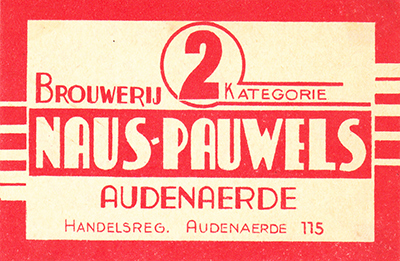 2
BROUWERIJ KATEGORIE
NAUS-PAUWELS
AUDENAERDE
HANDELSREG. AUDENAERDE 115